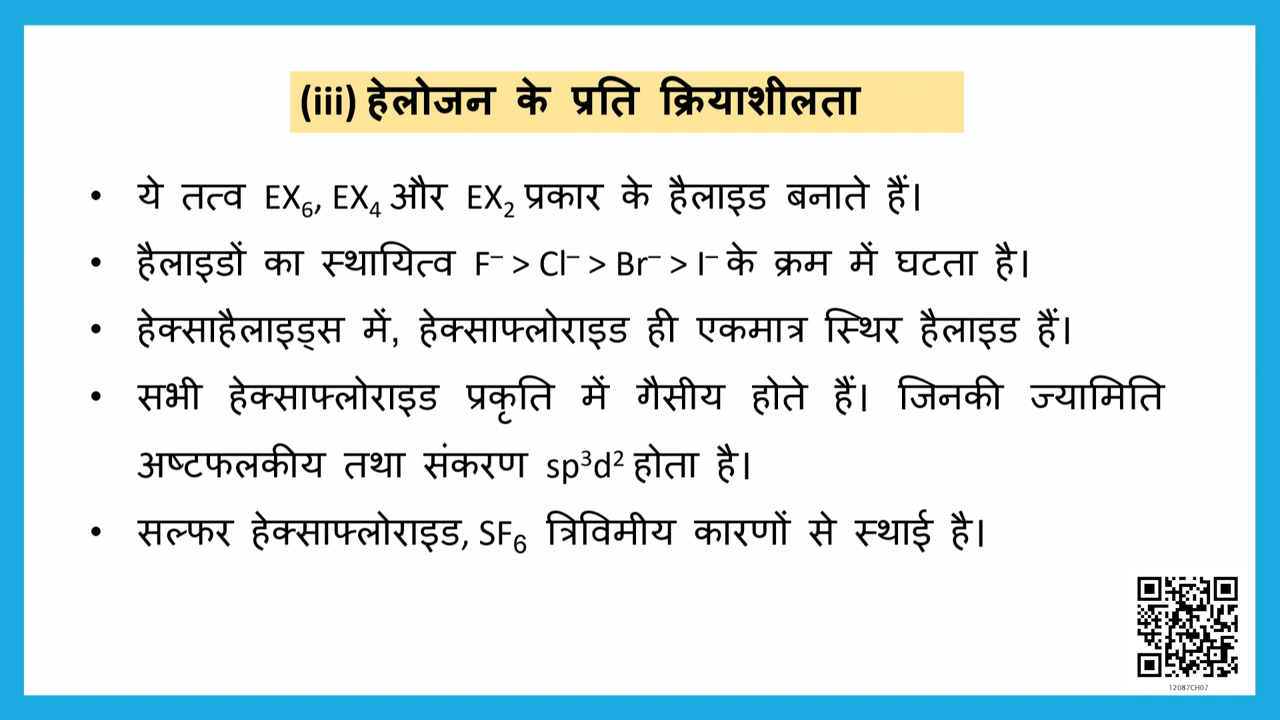 (iii) हेलोजन के प्रति क्रियाशीलता
• ये तत्व EX₆, EX₄ और EX₂ प्रकार के हैलाइड बनाते हैं।
• हैलाइडों का स्थायित्व F⁻ > Cl⁻ > Br⁻ > I⁻ के क्रम में घटता है।
• हेक्साहैलाइड्स में, हेक्साफ्लोराइड ही एकमात्र स्थिर हैलाइड हैं।
• सभी हेक्साफ्लोराइड प्रकृति में गैसीय होते हैं। जिनकी ज्यामिति
अष्टफलकीय तथा संकरण sp³d² होता है।
• सल्फर हेक्साफ्लोराइड, SF₆ त्रिविमीय कारणों से स्थाई है।
12087CH07